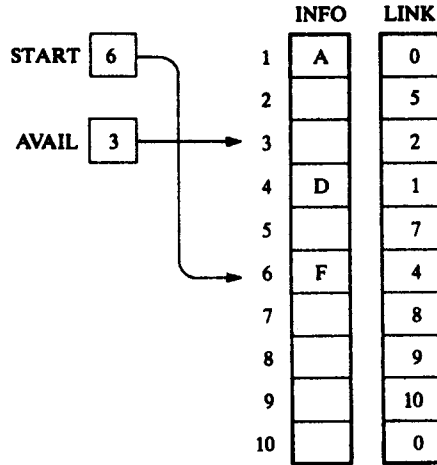 INFO LINK
START 6
1 A 0
2 5
AVAIL 3
3 2
4 D 1
5 7
6 F 4
7 8
8 9
9 10
10 0